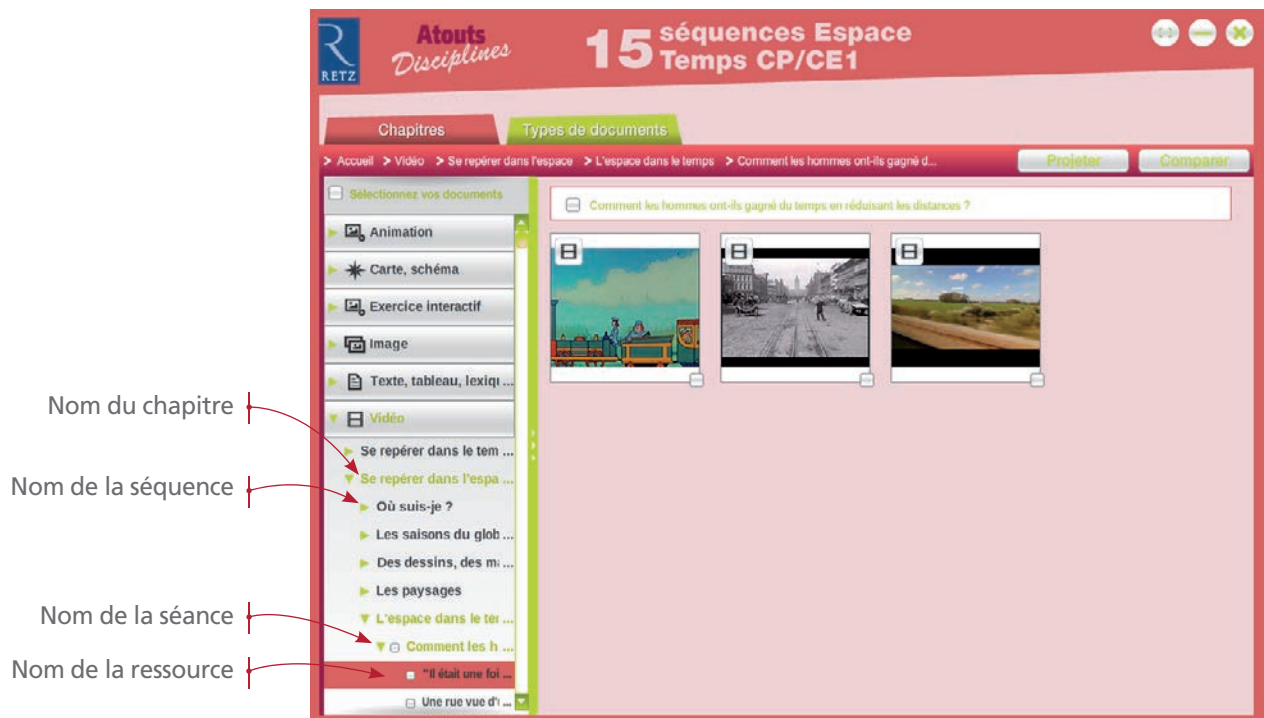 RETZ
Atouts
Disciplines
15 séquences Espace
Temps CP/CE1
Chapitres
Types de documents
> Accueil > Vidéo > Se repérer dans l'espace > L'espace dans le temps > Comment les hommes ont-ils gagné d...
Projeter
Comparer
Sélectionnez vos documents
Comment les hommes ont-ils gagné du temps en réduisant les distances ?
Animation
Carte, schéma
Exercice interactif
Image
Texte, tableau, lexiqu ...
Vidéo
Se repérer dans le tem ...
Se repérer dans l'espa ...
Où suis-je ?
Les saisons du glob ...
Des dessins, des ma ...
Les paysages
L'espace dans le ter ...
Comment les h ...
"Il était une foi ...
Une rue vue d' ...
Nom du chapitre
Nom de la séquence
Nom de la séance
Nom de la ressource